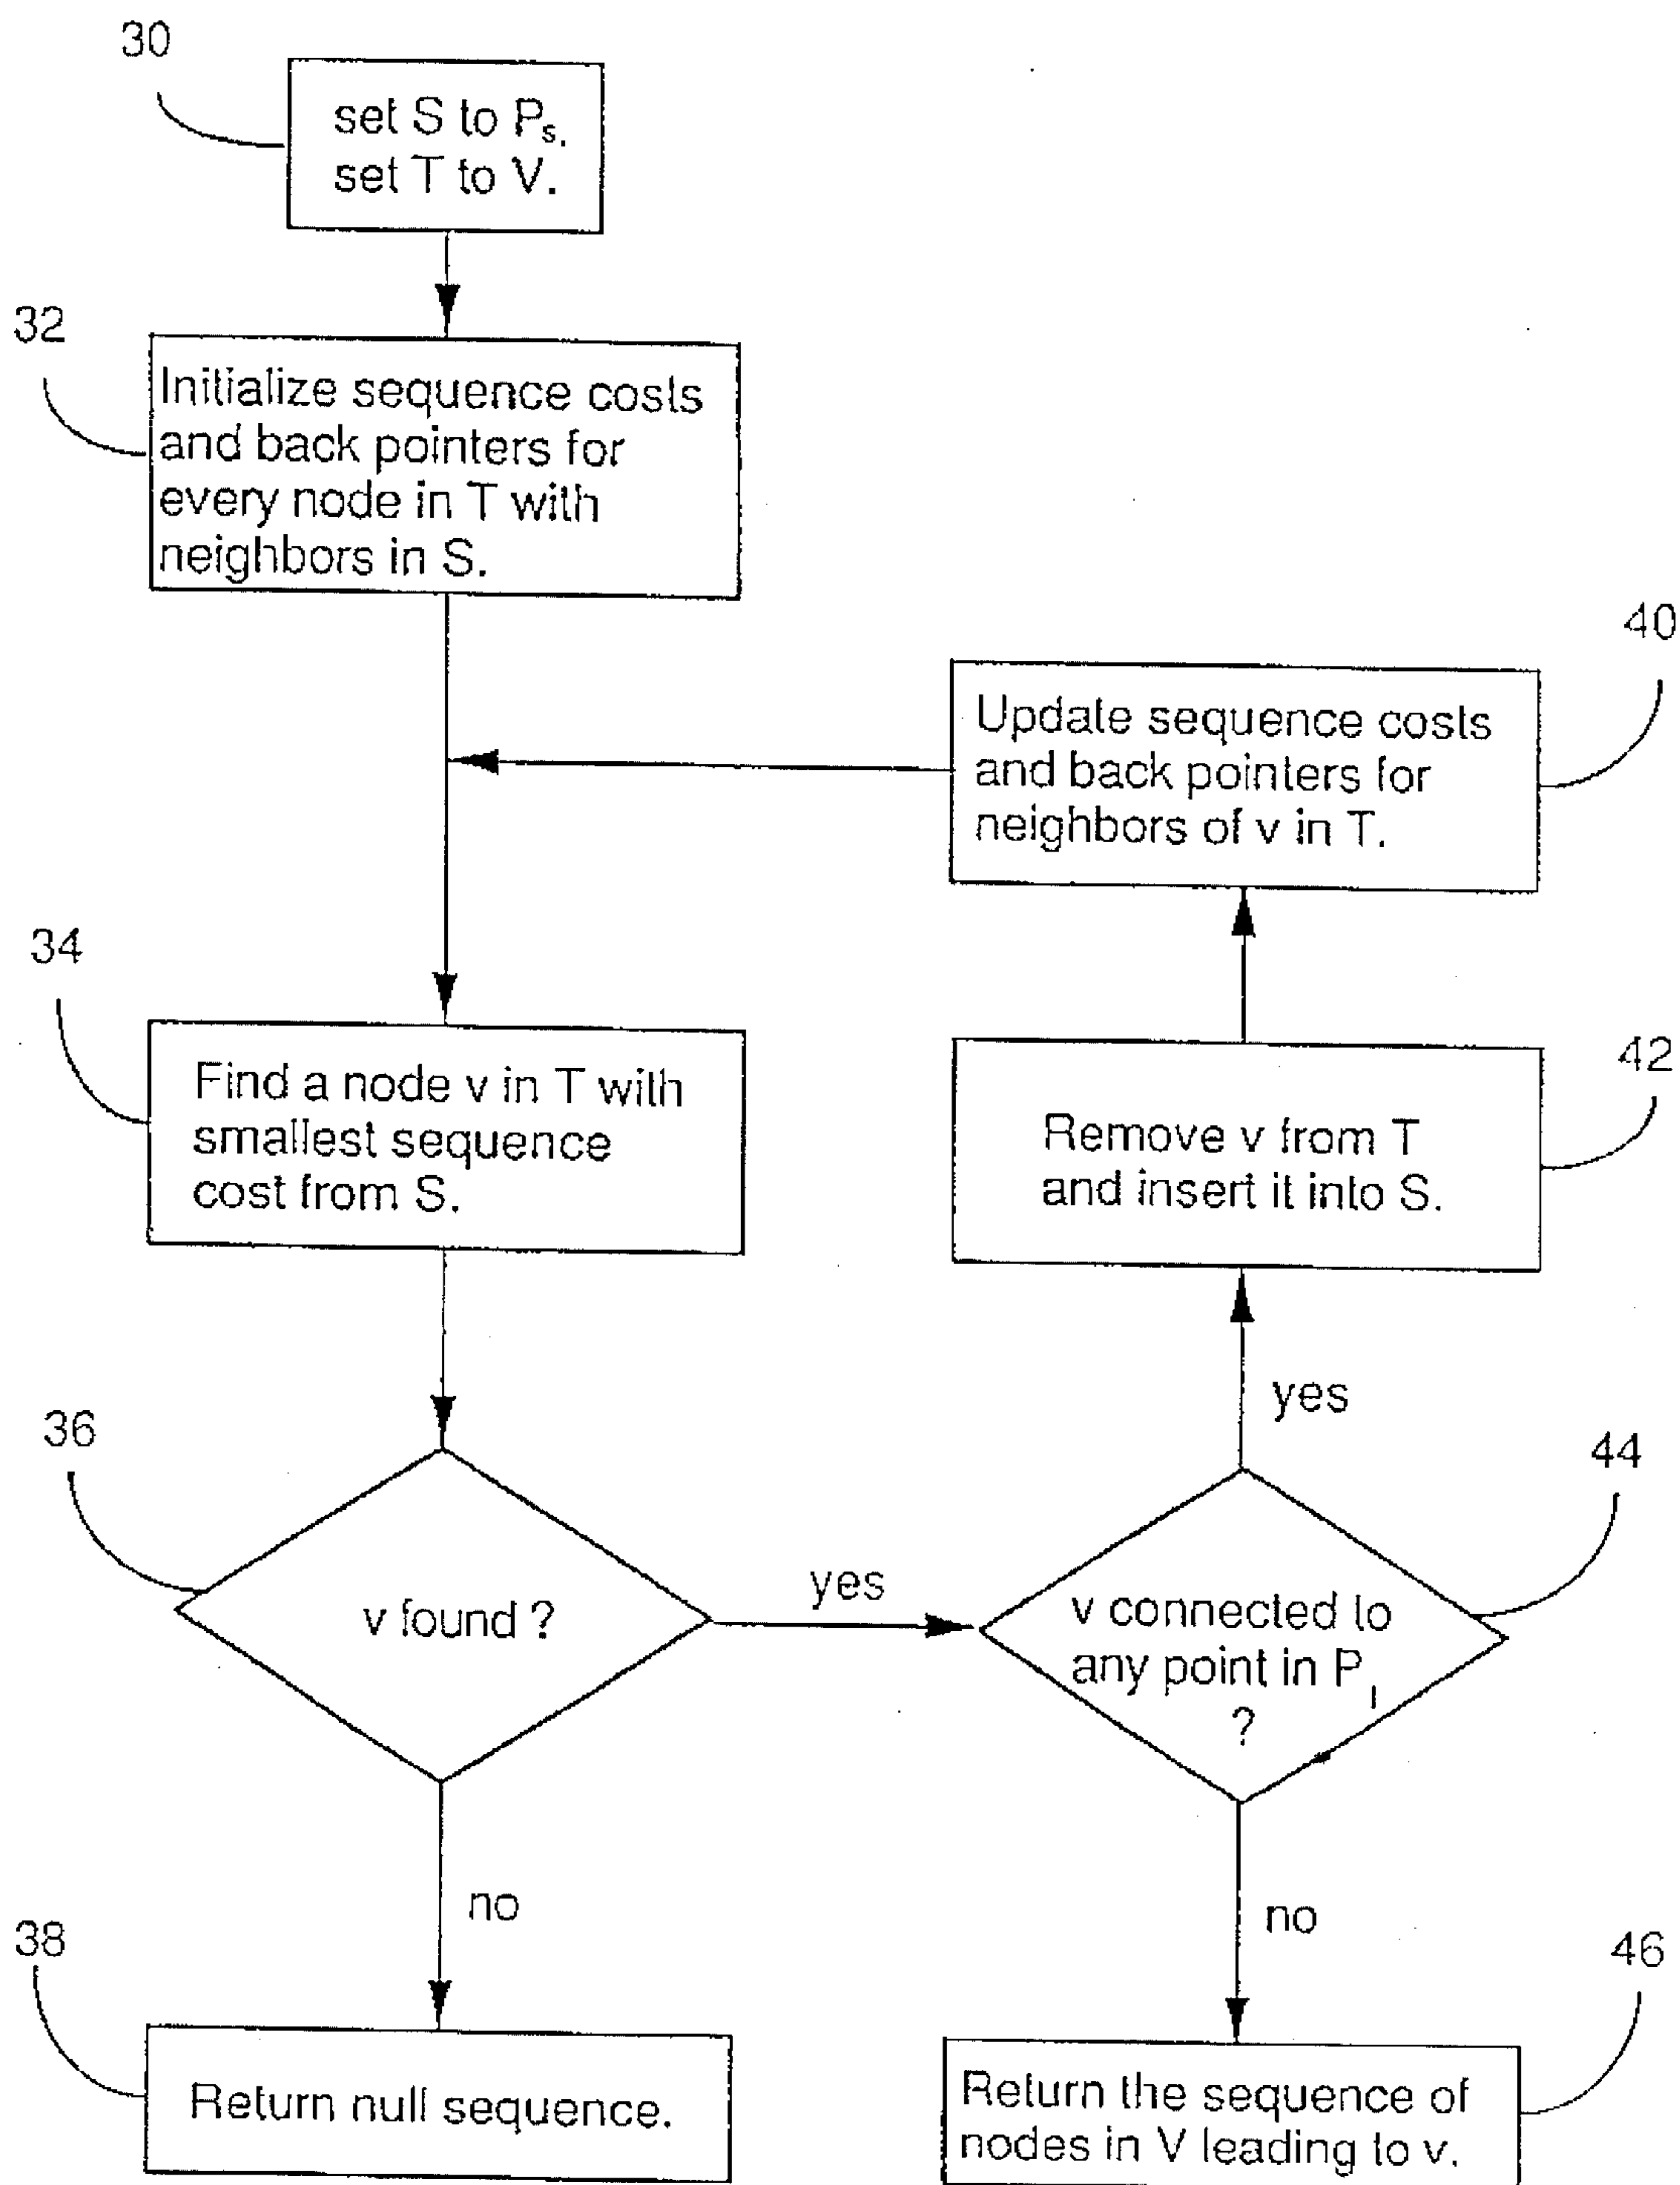 30
set S to Ps.
set T to V.
32
Initialize sequence costs
and back pointers for
every node in T with
neighbors in S.
40
Update sequence costs
and back pointers for
neighbors of v in T.
34
Find a node v in T with
smallest sequence
cost from S.
42
Remove v from T
and insert it into S.
yes
36
v found ?
yes
44
v connected to
any point in Pl
?
no
no
38
Return null sequence.
46
Return the sequence of
nodes in V leading to v.